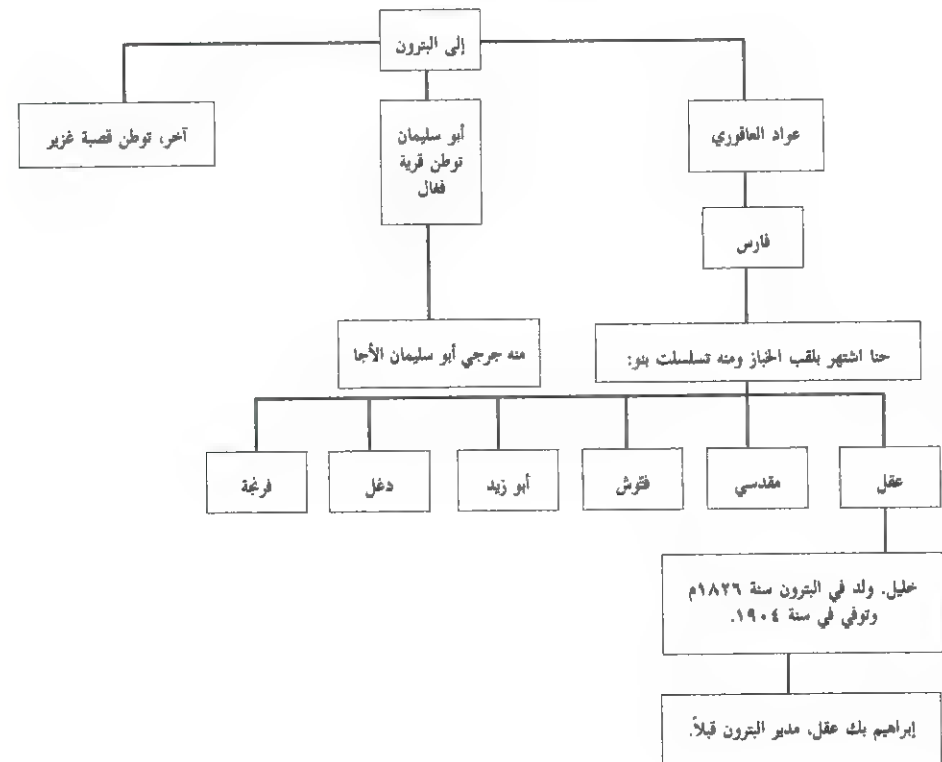 إلى البترون
عواد العاقوري
أبو سليمان
توطن قرية
ففال
آخر، توطن قصبة غزير
فارس
حنا اشتهر بلقب الخباز ومنه تسلسلت بنو:
منه جرجي أبو سليمان الأجا
عقل
مقدسي
فتوش
أبو زيد
دغل
فرنجة
خليل. ولد في البترون سنة ١٨٢٦م
وتوفي في سنة ١٩٠٤.
إبراهيم بك عقل، مدير البترون قبلاً.